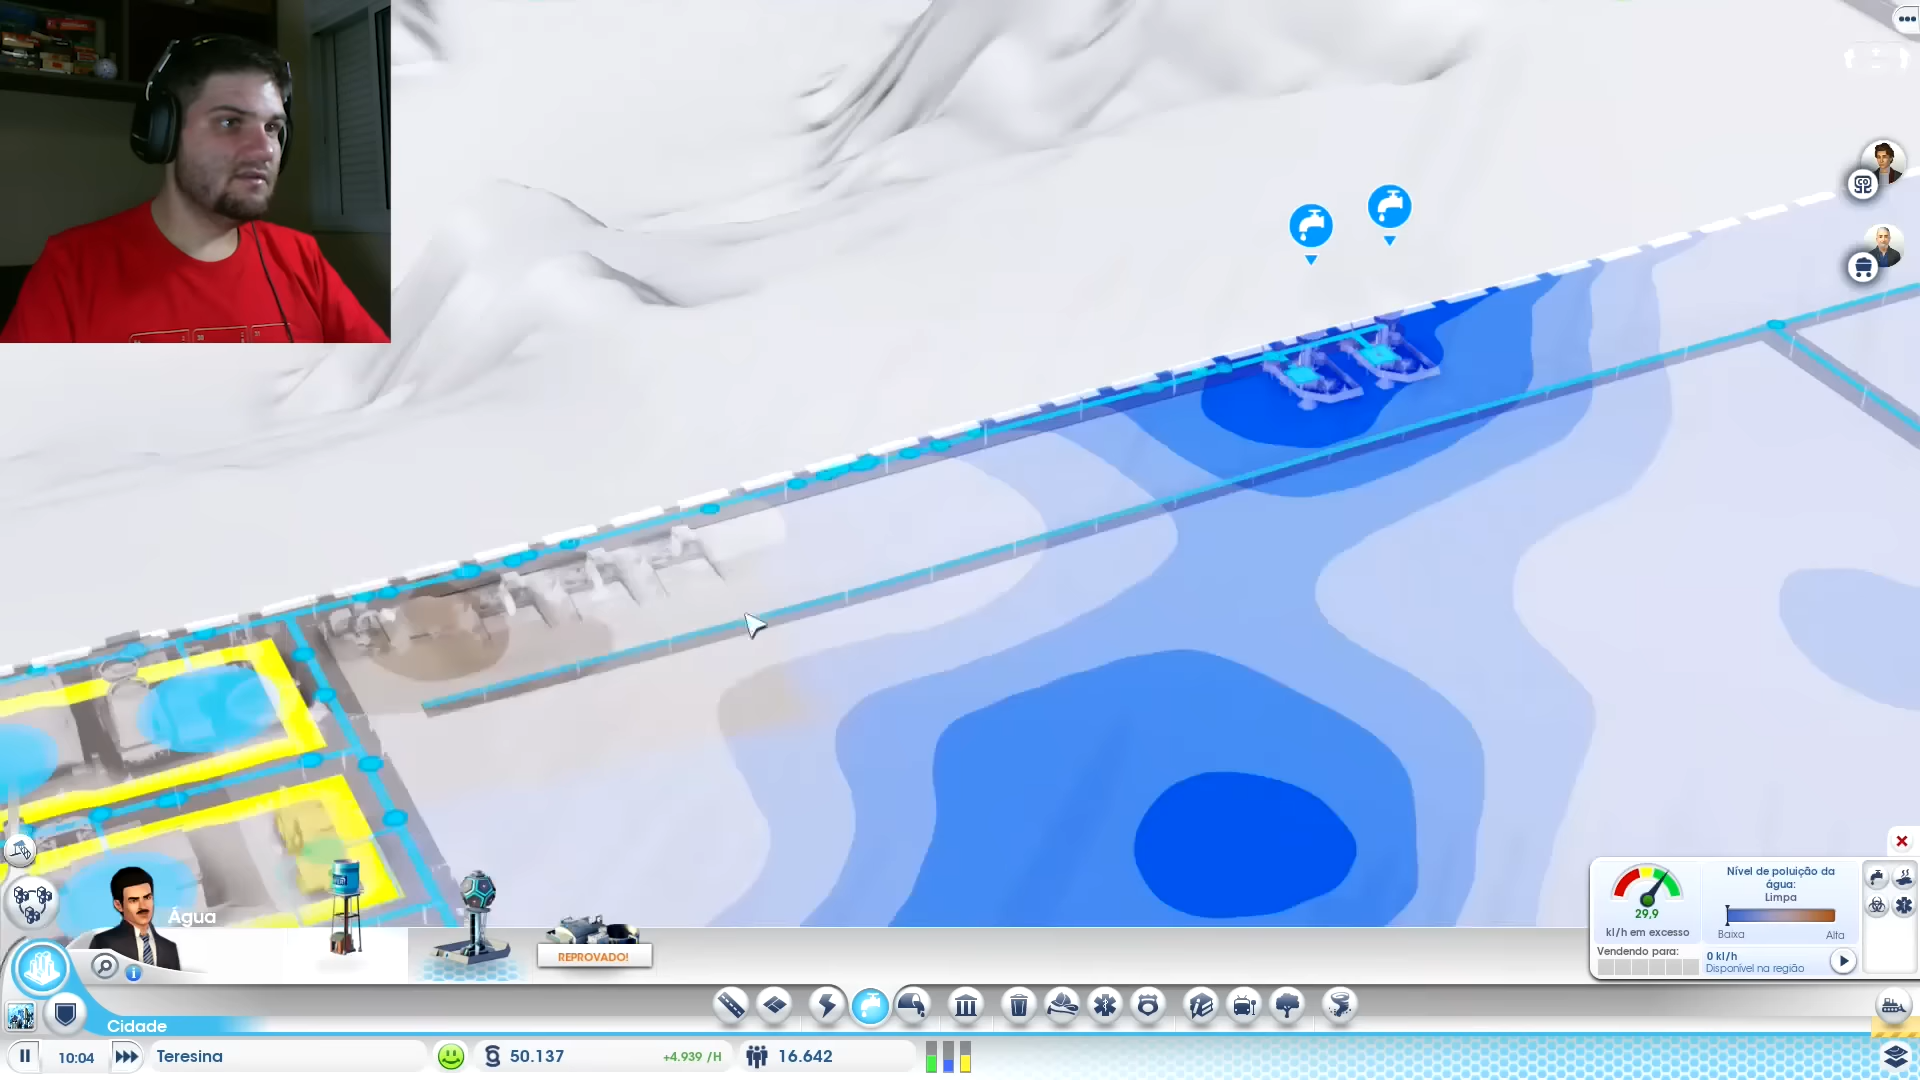 Água
REPROVADO!
29,9
kl/h em excesso
Nível de poluição da
água:
Limpa
Baixa
Alta
Vendendo para:
0 kl/h
Disponível na região
Cidade
10:04
Teresina
50.137
+4.939 /H
16.642